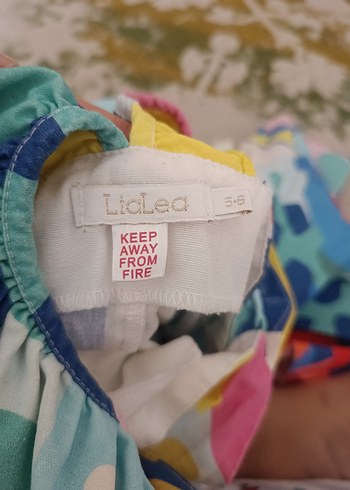 LiaLea
5-6
KEEP
AWAY
FROM
FIRE